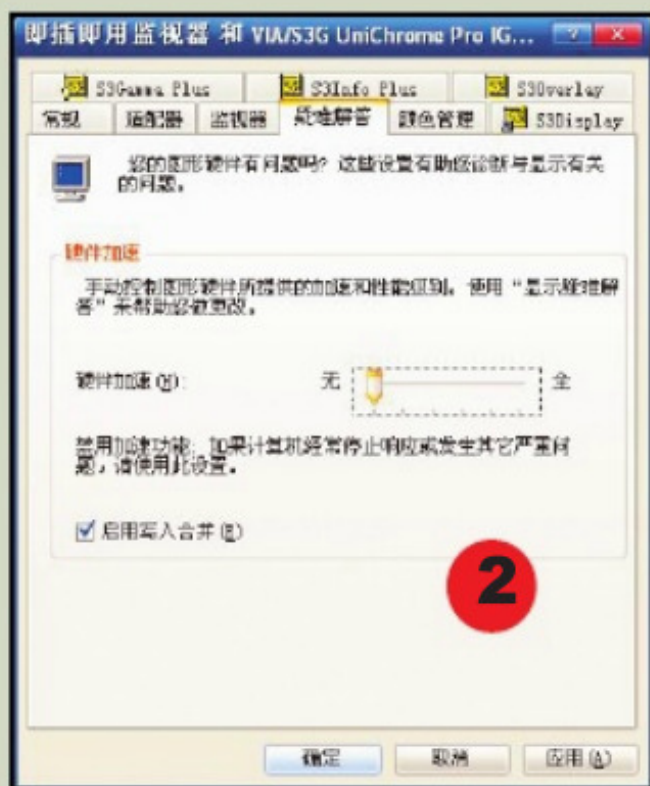 即插即用监视器 和 VIA/S3G UniChrome Pro IG...
S3Gamma Plus S3Info Plus S3Overlay
常规 适配器 监视器 疑难解答 颜色管理 S3Display
您的图形硬件有问题吗？这些设置有助您诊断与显示有关
的问题。
硬件加速
手动控制图形硬件所提供的加速和性能级别。使用“显示疑难解
答”来帮助您做更改。
硬件加速(H): 无 全
禁用加速功能: 如果计算机经常停止响应或发生其它严重问
题，请使用此设置。
启用写入合并(E)
2
确定 取消 应用(A)